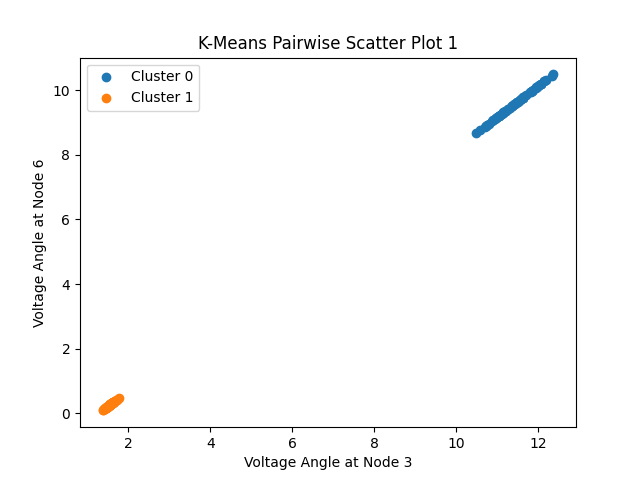 K-Means Pairwise Scatter Plot 1
Cluster 0
Cluster 1
Voltage Angle at Node 6
10
8
6
4
2
0
2 4 6 8 10 12
Voltage Angle at Node 3